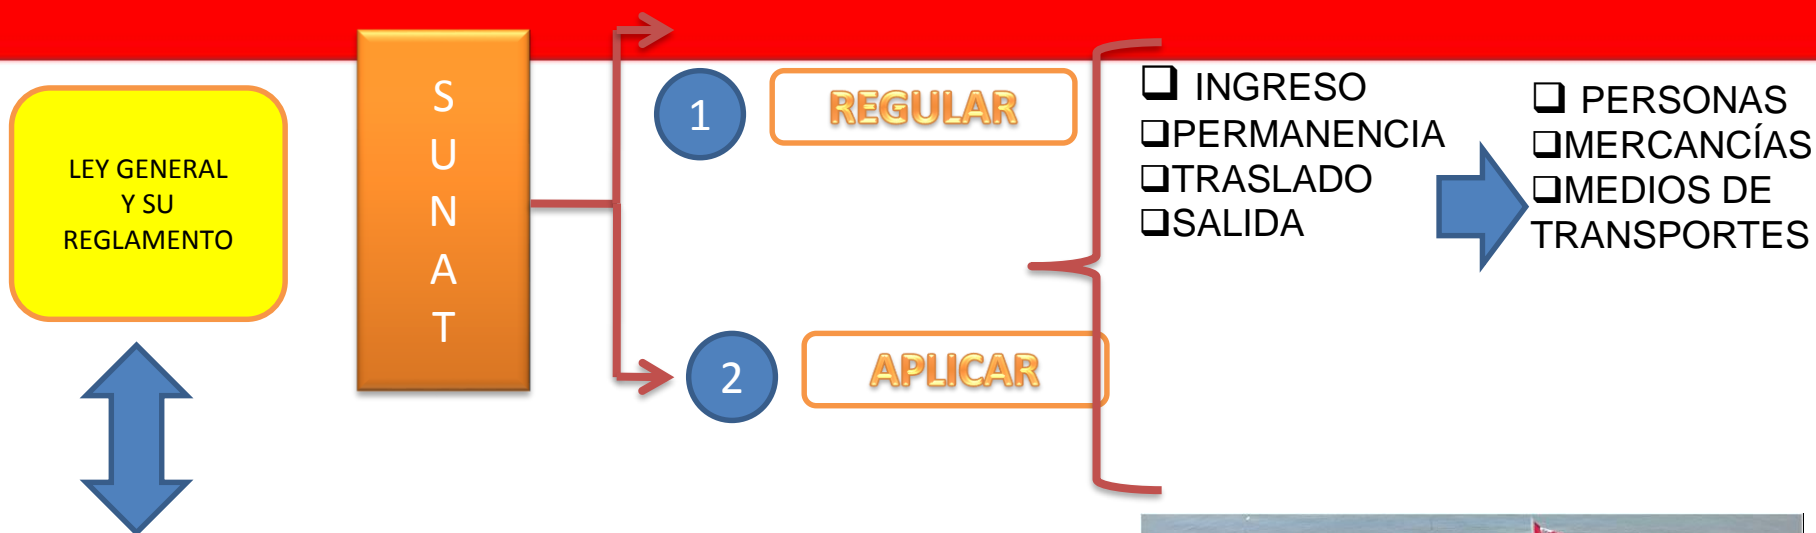 LEY GENERAL
Y SU
REGLAMENTO
S
U
N
A
T
1
REGULAR
2
APLICAR
❑ INGRESO
❑PERMANENCIA
❑TRASLADO
❑SALIDA
❑ PERSONAS
❑MERCANCÍAS
❑MEDIOS DE
TRANSPORTES